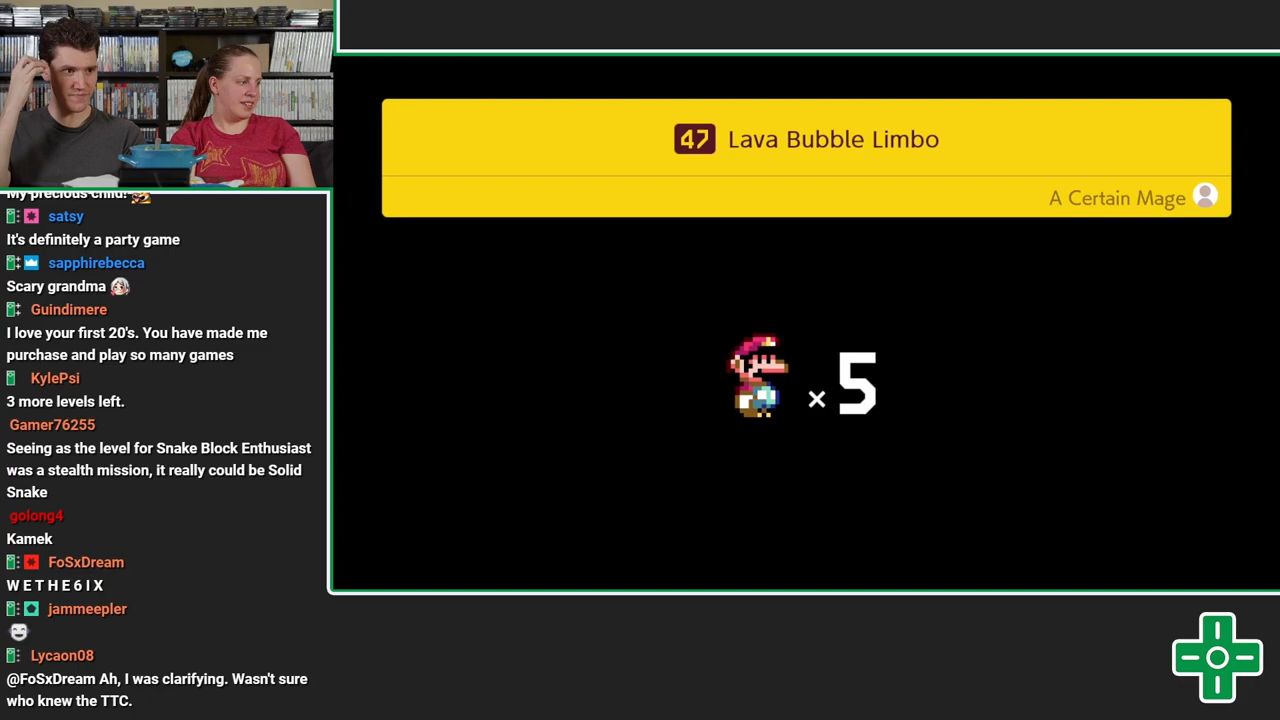 47 Lava Bubble Limbo
A Certain Mage
× 5
My precious child!
satsy
It's definitely a party game
sapphirebecca
Scary grandma
Guindimere
I love your first 20's. You have made me
purchase and play so many games
KylePsi
3 more levels left.
Gamer76255
Seeing as the level for Snake Block Enthusiast
was a stealth mission, it really could be Solid
Snake
golong4
Kamek
FoSxDream
W E T H E 6 I X
jammeepler
Lycaon08
@FoSxDream Ah, I was clarifying. Wasn't sure
who knew the TTC.